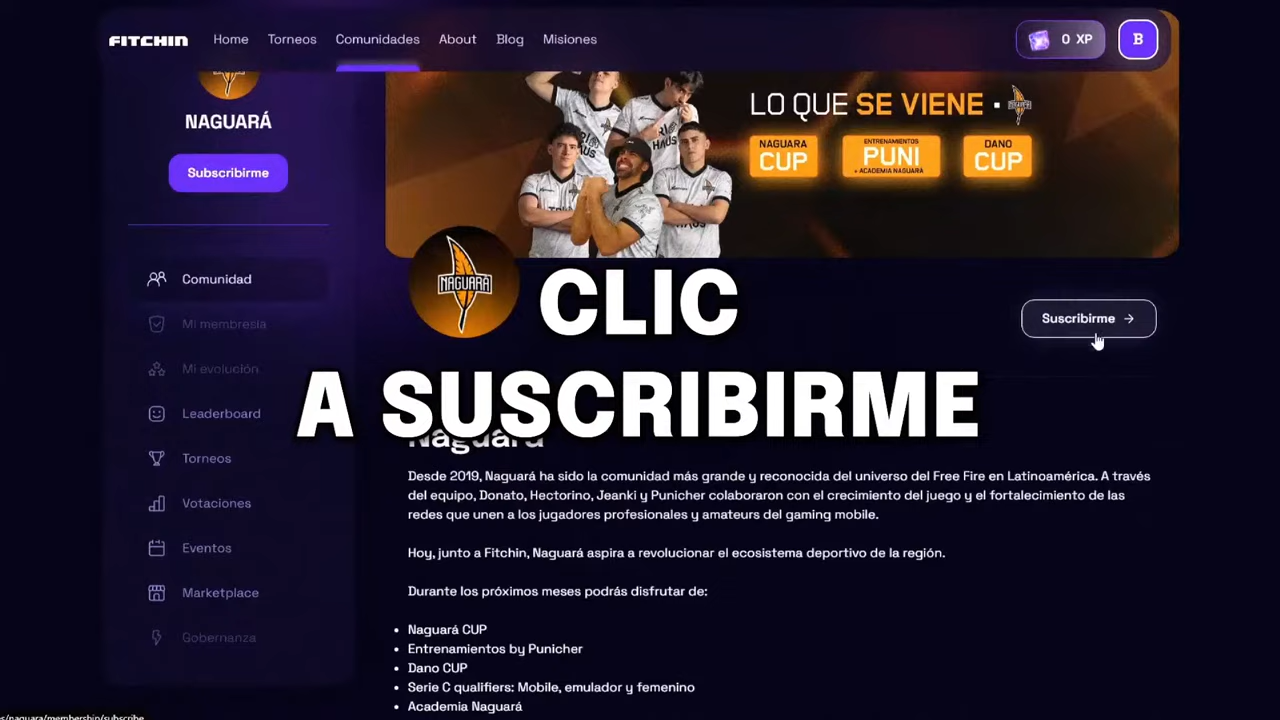 FITCHIN
Home
Torneos
Comunidades
About
Blog
Misiones
0 XP
B
NAGUARÁ
Subscribirme
Comunidad
Mi membresía
Mi evolución
Leaderboard
Torneos
Votaciones
Eventos
Marketplace
Gobernanza
LO QUE SE VIENE
NAGUARA
CUP
ENTRENAMIENTOS
PUNI
+ ACADEMIA NAGUARÁ
DANO
CUP
NAGUARÁ
Suscribirme →
CLIC
A SUSCRIBIRME
Naguará
Desde 2019, Naguará ha sido la comunidad más grande y reconocida del universo del Free Fire en Latinoamérica. A través
del equipo, Donato, Hectorino, Jeanki y Punicher colaboraron con el crecimiento del juego y el fortalecimiento de las
redes que unen a los jugadores profesionales y amateurs del gaming mobile.
Hoy, junto a Fitchin, Naguará aspira a revolucionar el ecosistema deportivo de la región.
Durante los próximos meses podrás disfrutar de:
• Naguará CUP
• Entrenamientos by Punicher
• Dano CUP
• Serie C qualifiers: Mobile, emulador y femenino
• Academia Naguará
es/naguara/membership/subscribe